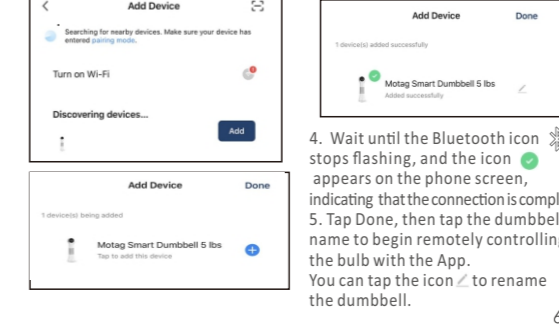 Add Device
Searching for nearby devices. Make sure your device has
entered pairing mode.
Turn on Wi-Fi
Discovering devices...
Add
Add Device
Done
1 device(s) being added
Motag Smart Dumbbell 5 lbs
Tap to add this device
Add Device
Done
1 device(s) added successfully
Motag Smart Dumbbell 5 lbs
Added successfully
4. Wait until the Bluetooth icon
stops flashing, and the icon
appears on the phone screen,
indicating that the connection is compl
5. Tap Done, then tap the dumbbel
name to begin remotely controllin
the bulb with the App.
You can tap the icon to rename
the dumbbell.